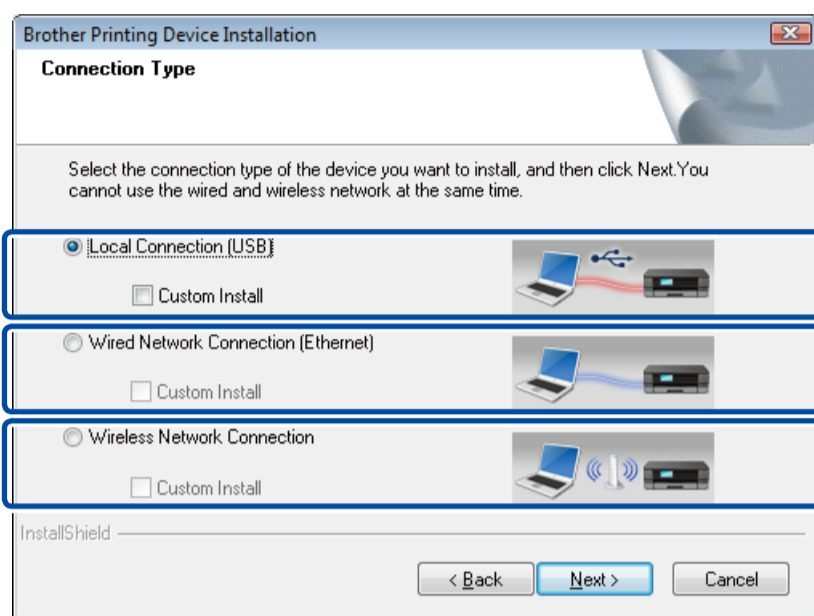 Brother Printing Device Installation
Connection Type
Select the connection type of the device you want to install, and then click Next.You
cannot use the wired and wireless network at the same time.
Local Connection (USB)
Custom Install
Wired Network Connection (Ethernet)
Custom Install
Wireless Network Connection
Custom Install
InstallShield
< Back
Next >
Cancel